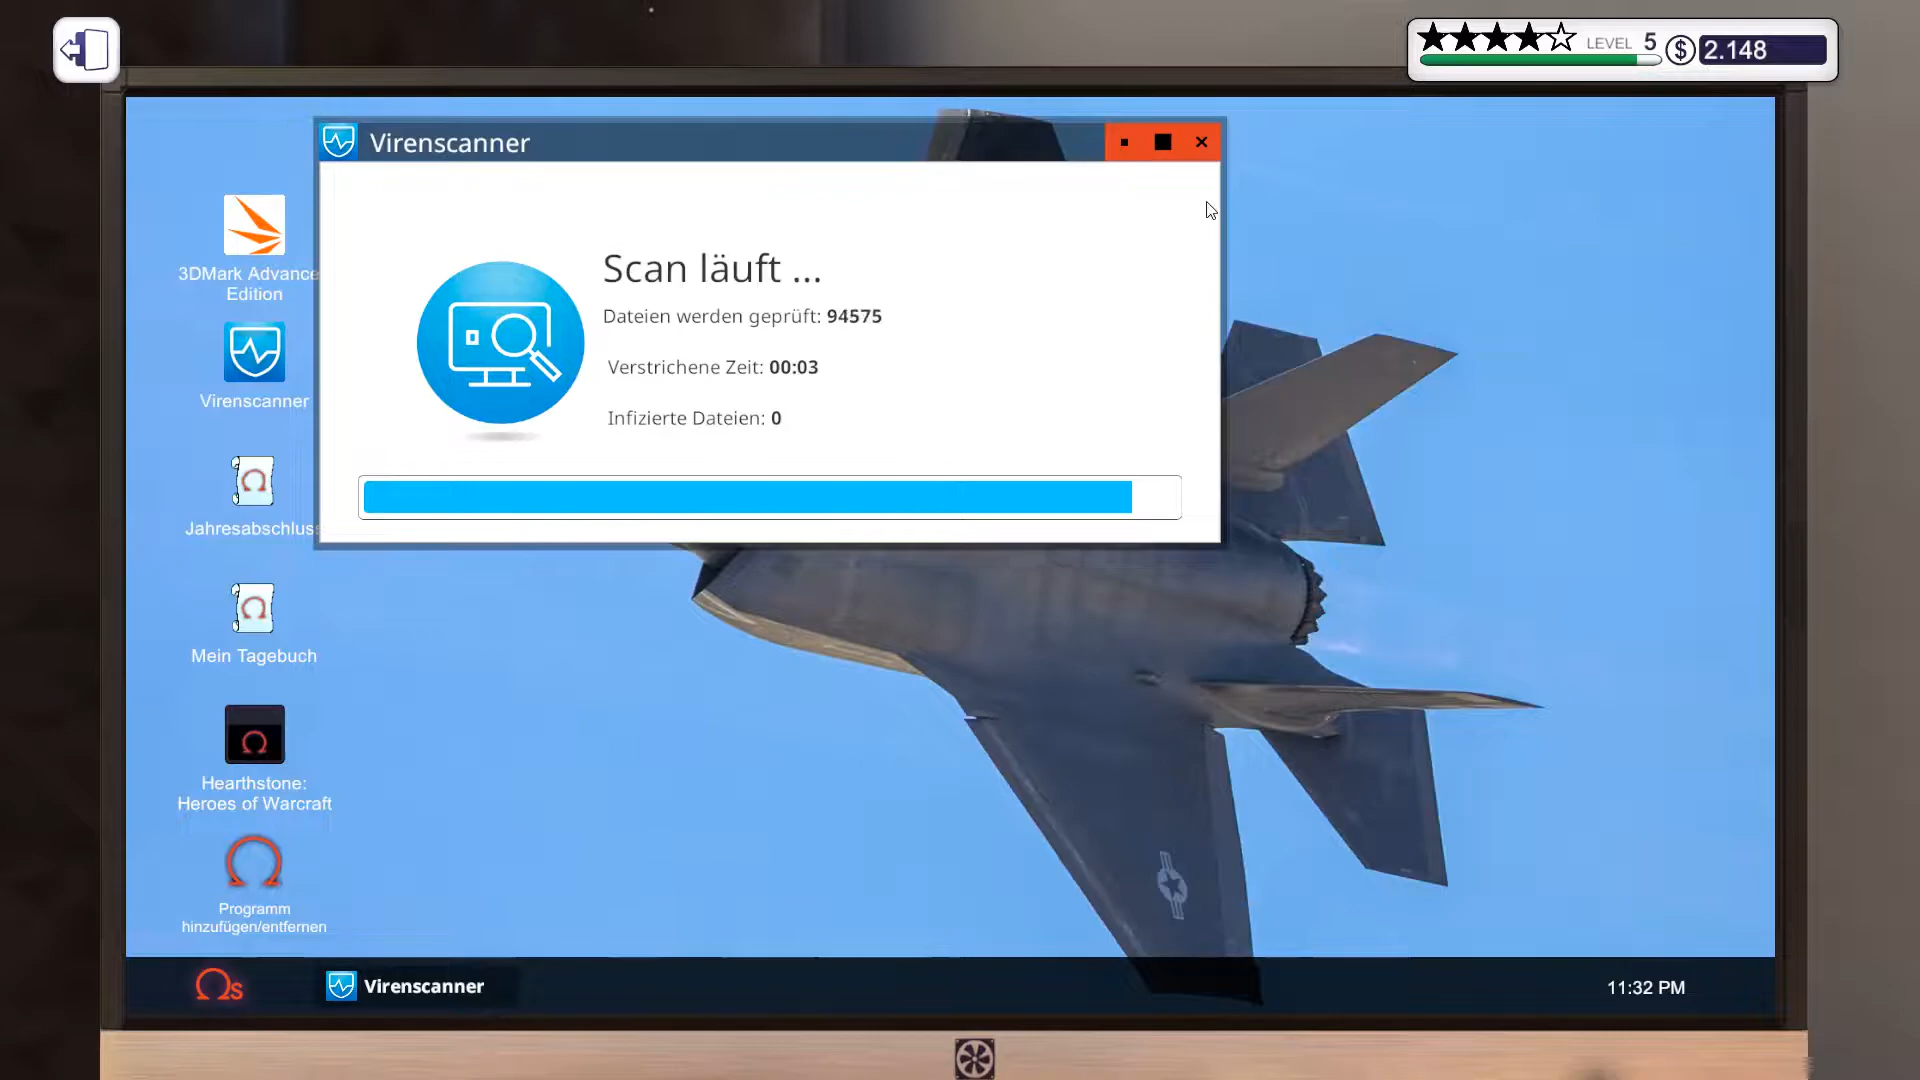 LEVEL 5
2.148
Virenscanner
Scan läuft ...
Dateien werden geprüft: 94575
Verstrichene Zeit: 00:03
Infizierte Dateien: 0
3DMark Advance
Edition
Virenscanner
Jahresabschlus
Mein Tagebuch
Hearthstone:
Heroes of Warcraft
Programm
hinzufügen/entfernen
Ωs
Virenscanner
11:32 PM